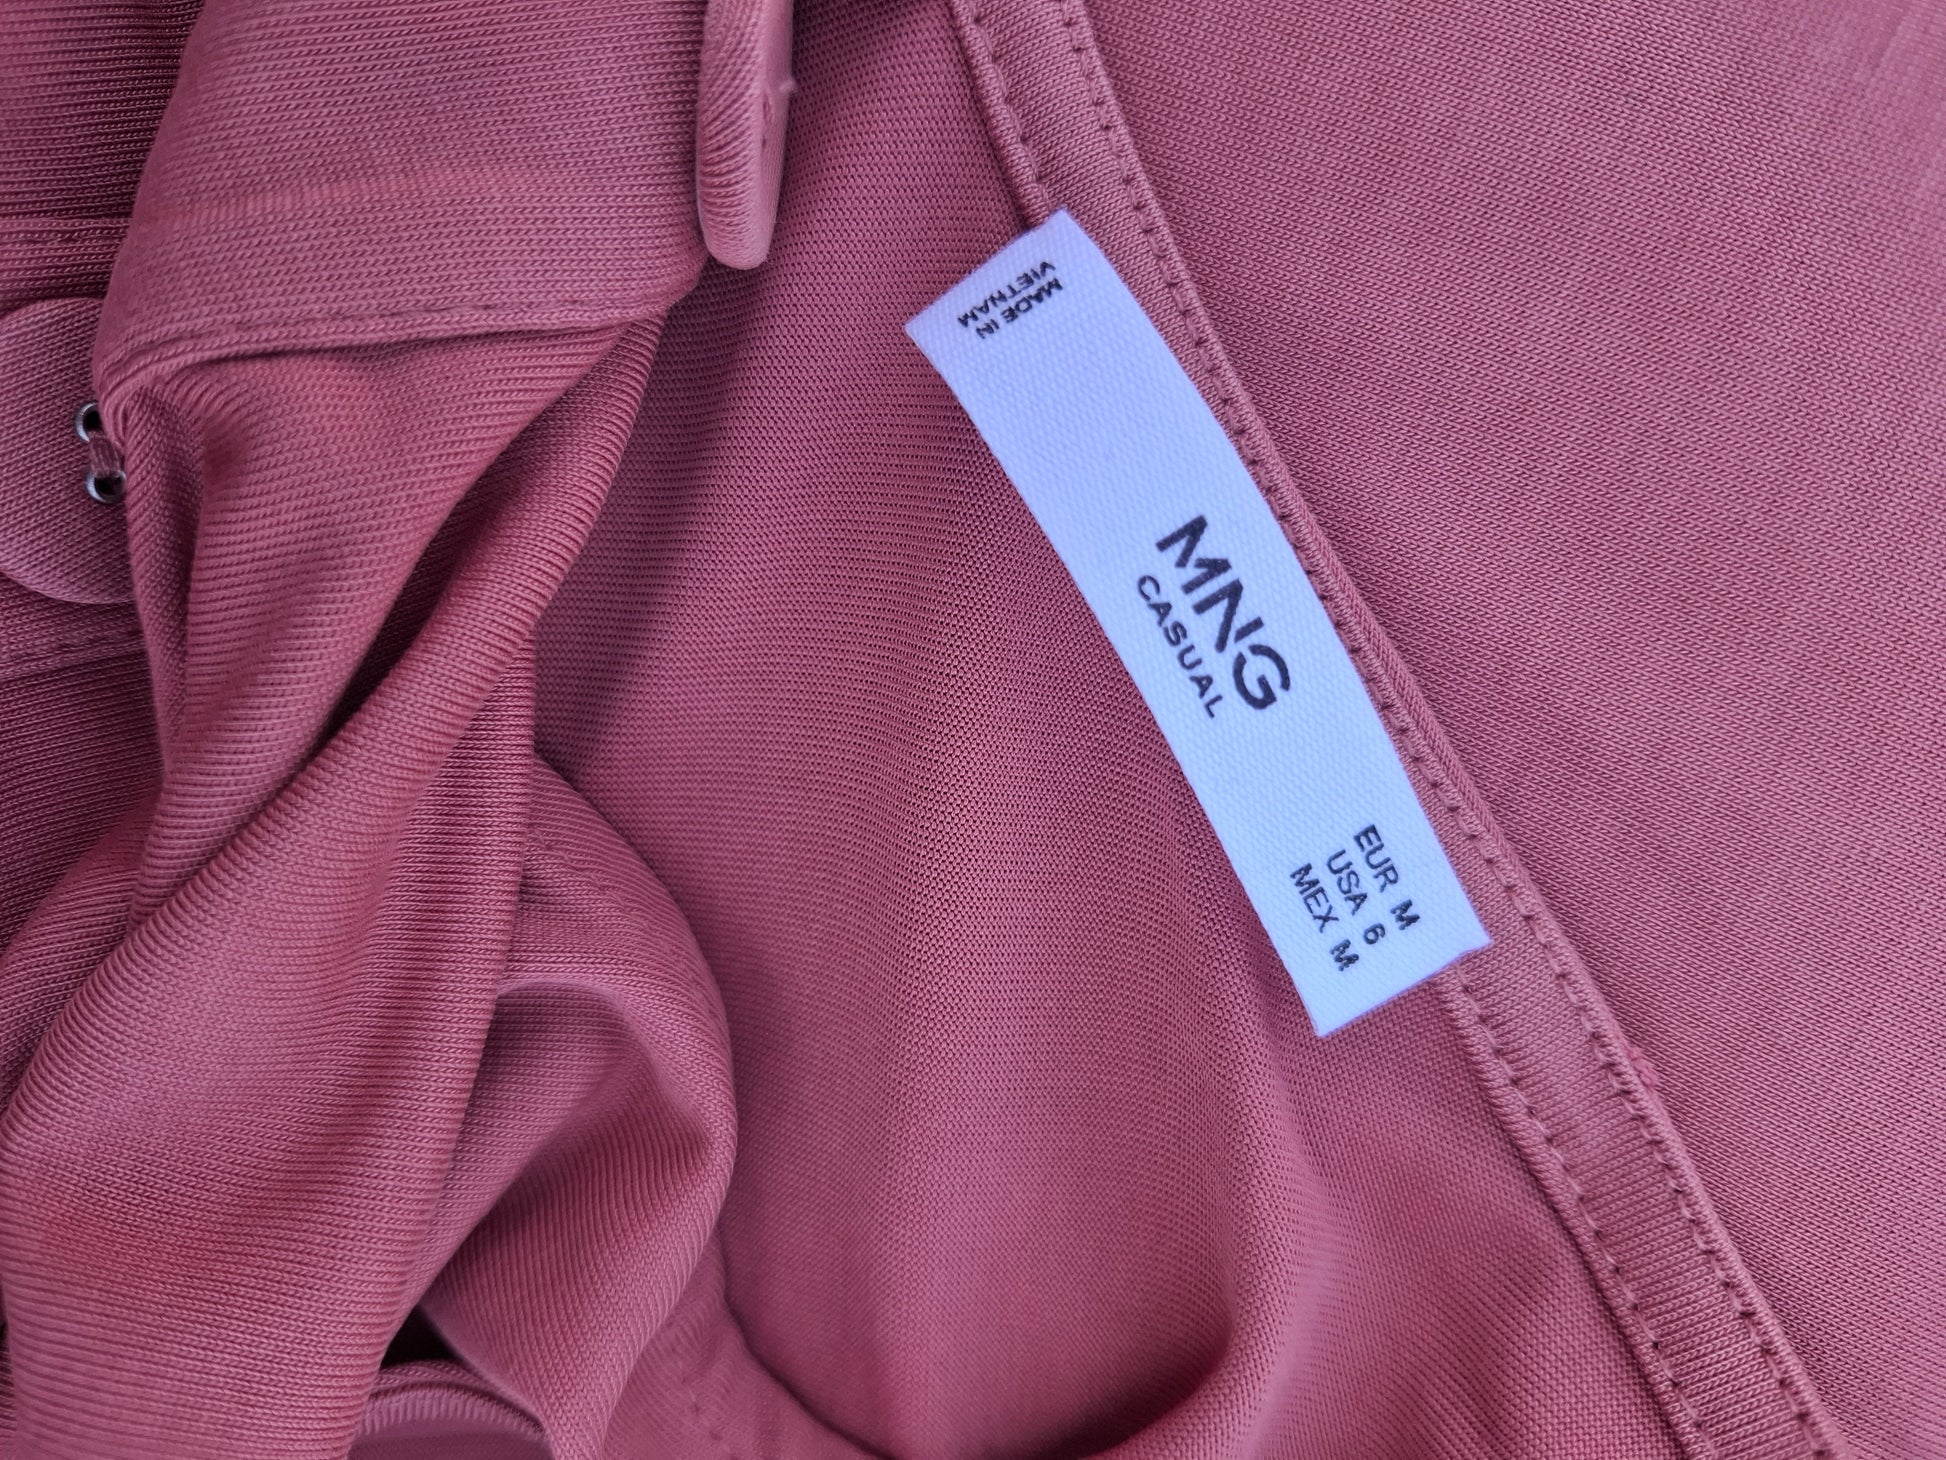 MADE IN
VIETNAM
MNG
CASUAL
EUR M
USA 6
MEX M